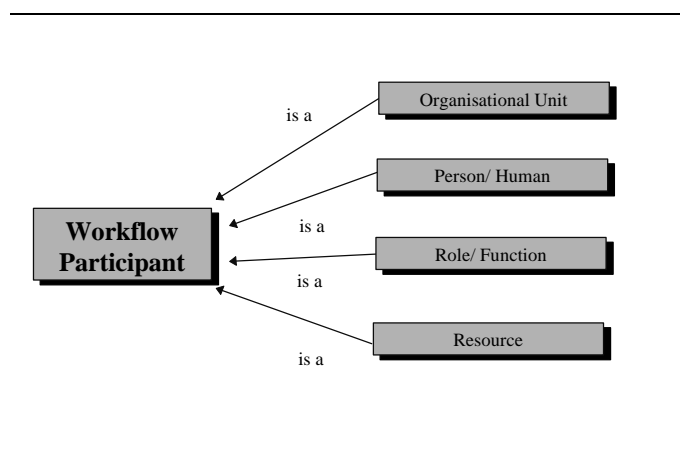 is a
Organisational Unit
Person/ Human
is a
Workflow
Participant
Role/ Function
is a
Resource
is a